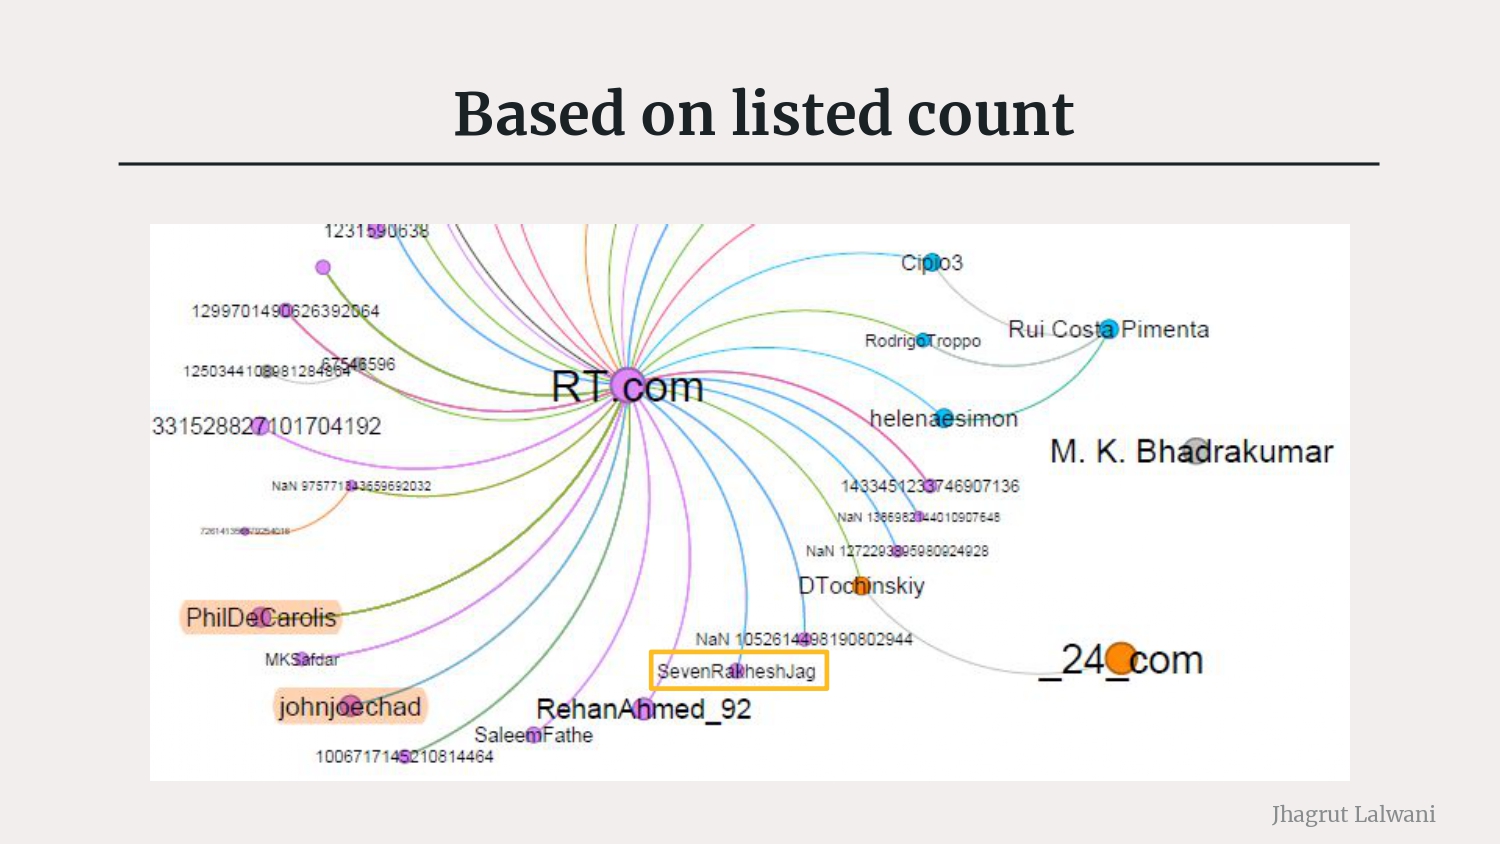 Based on listed count
1231590638
Cipio3
1299701490626392064
Rui Costa Pimenta
RodrigoTroppo
67546596
1250344108981284864
RT.com
helenaesimon
331528827101704192
M. K. Bhadrakumar
NaN 975771843659692032
1433451233746907136
NaN 1366982144010907648
NaN 1272293895980924928
DTochinskiy
PhilDeCarolis
NaN 1052614498190802944
MKSafdar
_24_com
SevenRakheshJag
johnjoechad
RehanAhmed_92
SaleemFathe
1006717145210814464
Jhagrut Lalwani